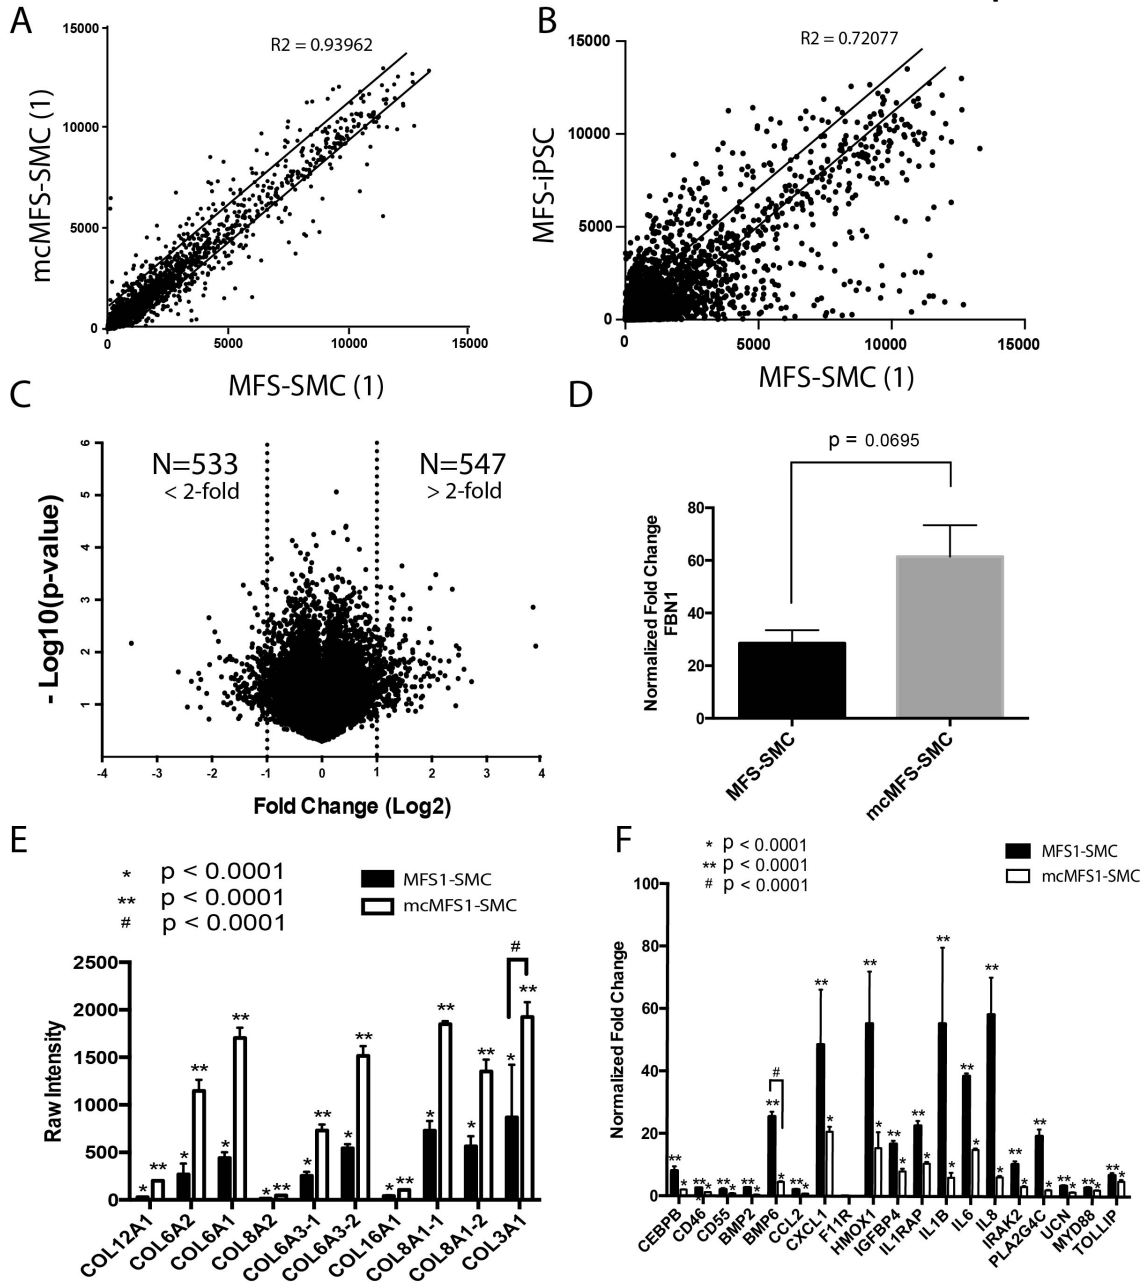 A
15000
10000
5000
0
0
5000
10000
15000
R2 = 0.93962
mcMFS-SMC (1)
MFS-SMC (1)
B
15000
10000
5000
0
0
5000
10000
15000
R2 = 0.72077
MFS-iPSC
MFS-SMC (1)
C
6
5
4
3
2
1
-4
-3
-2
-1
0
1
2
3
4
N=533
< 2-fold
N=547
> 2-fold
- Log10(p-value)
Fold Change (Log2)
D
p = 0.0695
80
60
40
20
0
Normalized Fold Change
FBN1
MFS-SMC
mcMFS-SMC
E
* p < 0.0001
** p < 0.0001
# p < 0.0001
MFS1-SMC
mcMFS1-SMC
2500
2000
1500
1000
500
0
Raw Intensity
* ** * ** * ** * ** * ** * ** * ** * ** * ** * **
#
COL12A1
COL6A2
COL6A1
COL8A2
COL6A3-1
COL6A3-2
COL16A1
COL8A1-1
COL8A1-2
COL3A1
F
* p < 0.0001
** p < 0.0001
# p < 0.0001
MFS1-SMC
mcMFS1-SMC
100
80
60
40
20
0
Normalized Fold Change
** * ** * ** * ** * ** * ** * ** * ** * ** * ** * ** * ** * ** * ** * ** * ** * ** * ** *
#
CEBPB
CD46
CD55
BMP2
BMP6
CCL2
CXCL1
F11R
HMOX1
IGFBP4
IL1RAP
IL1B
IL6
IL8
IRAK2
PLA2G4C
UCN
MYD88
TOLLIP